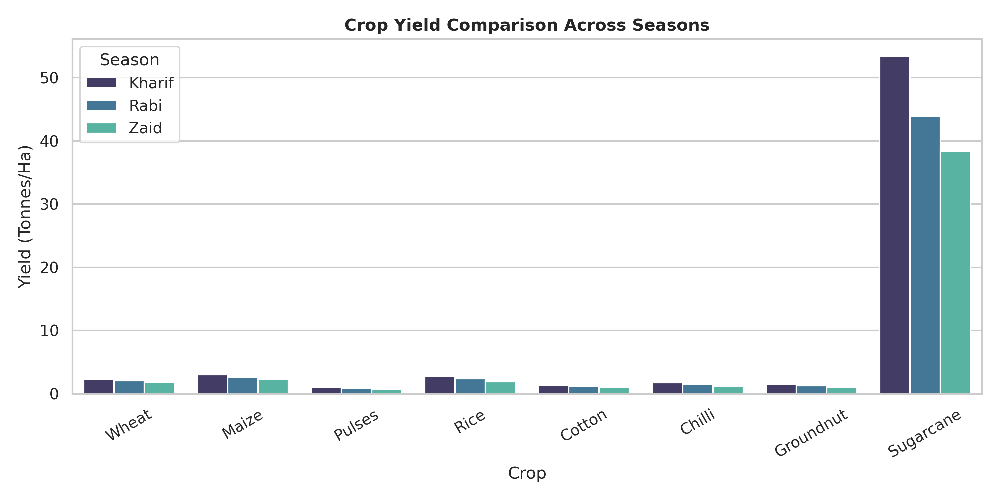 Crop Yield Comparison Across Seasons
Season
Kharif
Rabi
Zaid
Yield (Tonnes/Ha)
50
40
30
20
10
0
Wheat
Maize
Pulses
Rice
Cotton
Chilli
Groundnut
Sugarcane
Crop